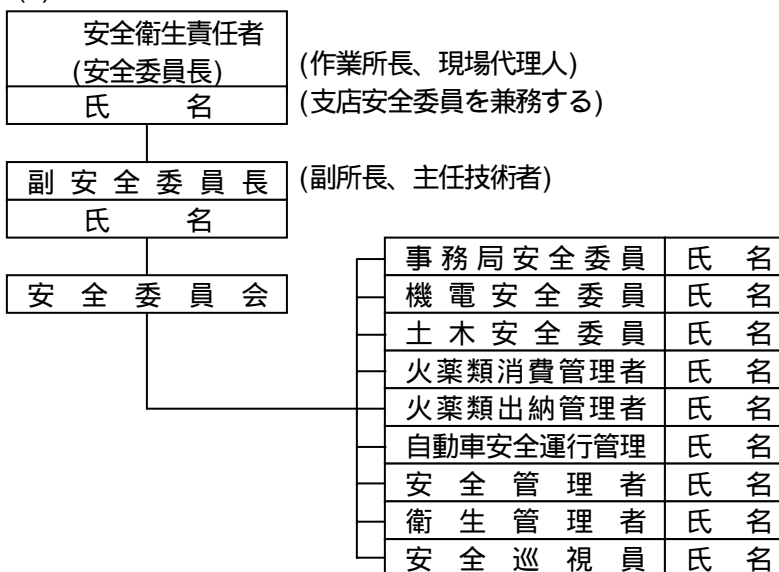 安全衛生責任者
(安全委員長)
(作業所長、現場代理人)
氏 名
(支店安全委員を兼務する)
副安全委員長
(副所長、主任技術者)
氏 名
安全委員会
事務局安全委員 氏 名
機電安全委員 氏 名
土木安全委員 氏 名
火薬類消費管理者 氏 名
火薬類出納管理者 氏 名
自動車安全運行管理 氏 名
安全管理者 氏 名
衛生管理者 氏 名
安全巡視員 氏 名